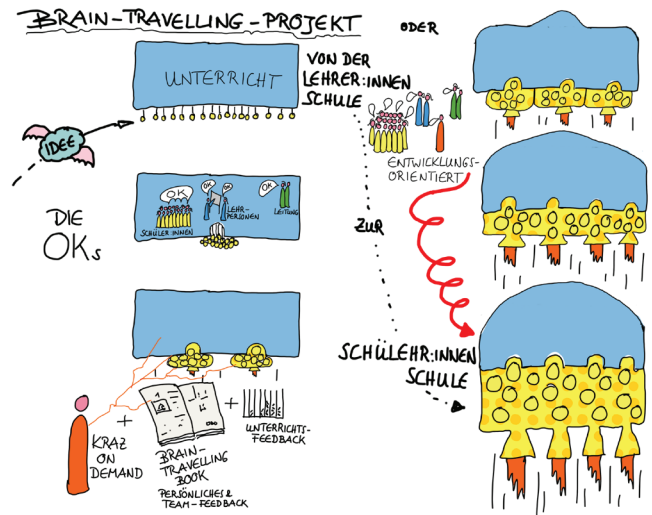 BRAIN-TRAVELLING-PROJEKT
ODER
UNTERRICHT
VON DER
LEHRER:INNEN
SCHULE
IDEE
ENTWICKLUNGS-
ORIENTIERT
DIE
OKs
OK
OK
OK
OK
SCHÜLER:INNEN
LEHR-
PERSONEN
LEITUNG
ZUR
SCHÜLEHR:INNEN
SCHULE
+
+
KRAZ
ON
DEMAND
BRAIN-
TRAVELLING
BOOK
PERSÖNLICHES &
TEAM-FEEDBACK
UNTERRICHTS-
FEEDBACK